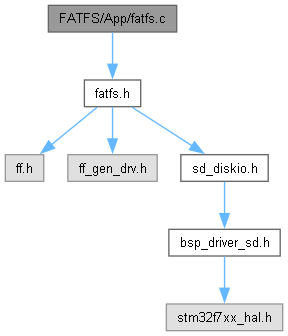 FATFS/App/fatfs.c
fatfs.h
ff.h
ff_gen_drv.h
sd_diskio.h
bsp_driver_sd.h
stm32f7xx_hal.h